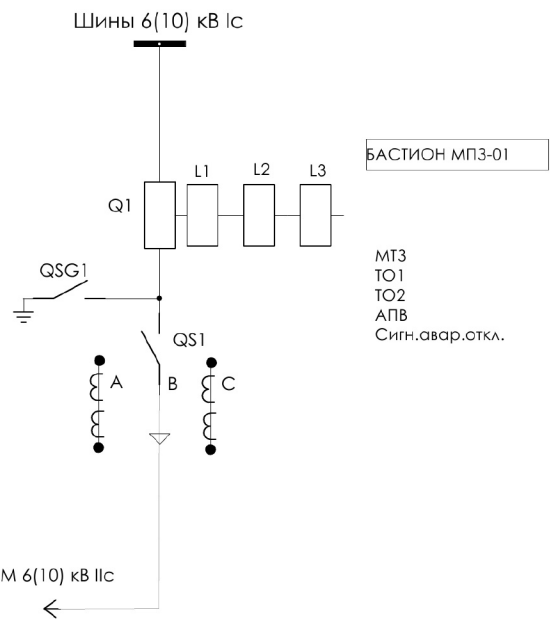 Шины 6(10) кВ Iс
БАСТИОН МПЗ-01
L1 L2 L3
Q1
МТЗ
ТО1
ТО2
АПВ
Сигн.авар.откл.
QSG1
QS1
A B C
М 6(10) кВ IIс